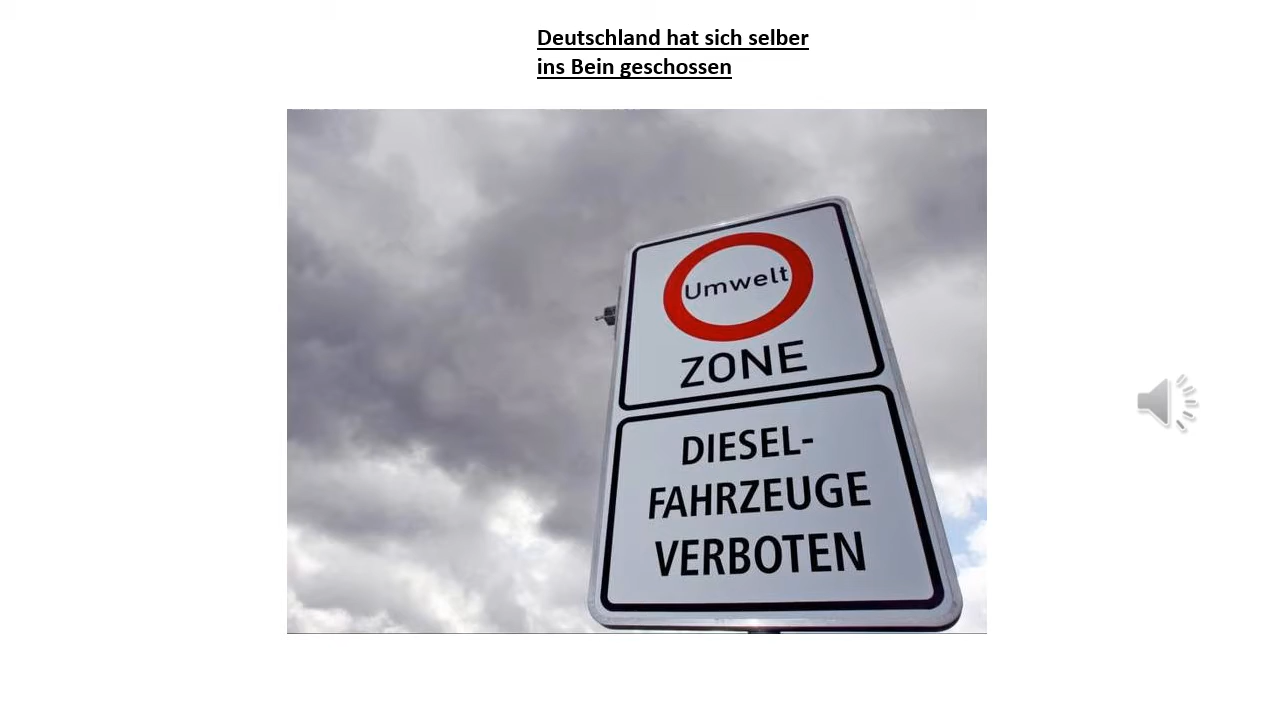 Deutschland hat sich selber
ins Bein geschossen
Umwelt
ZONE
DIESEL-
FAHRZEUGE
VERBOTEN